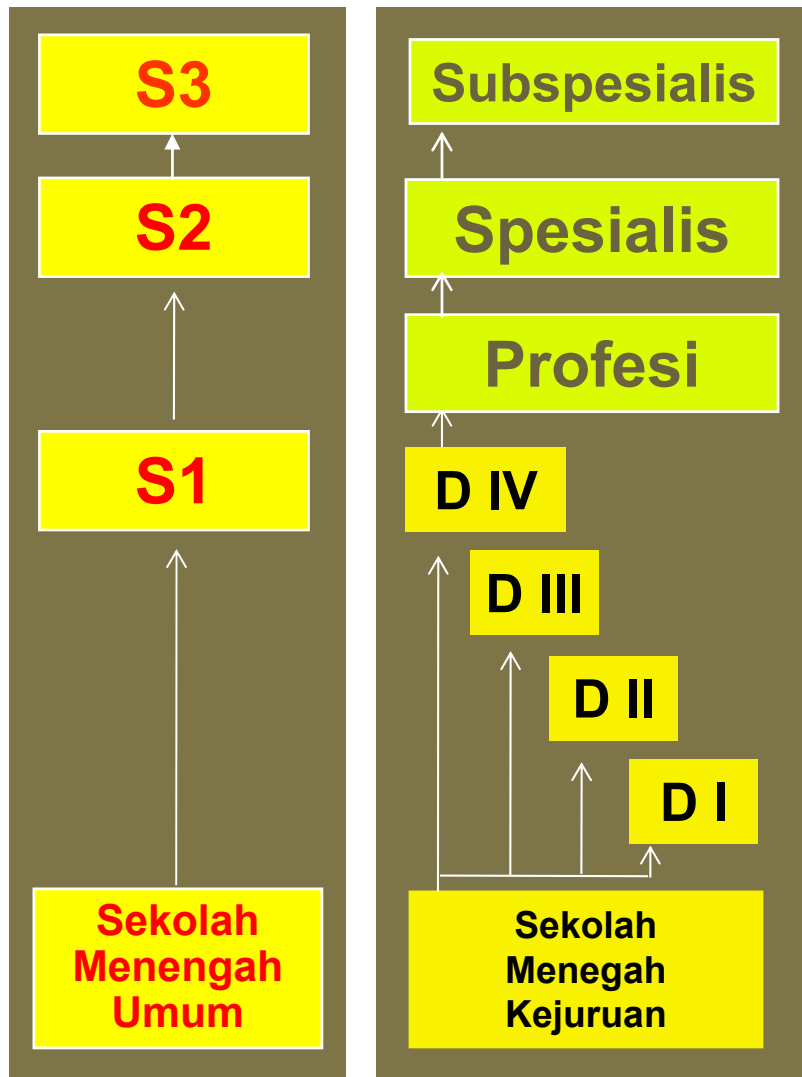 S3
S2
S1
Sekolah
Menengah
Umum
Subspesialis
Spesialis
Profesi
D IV
D III
D II
D I
Sekolah
Menegah
Kejuruan